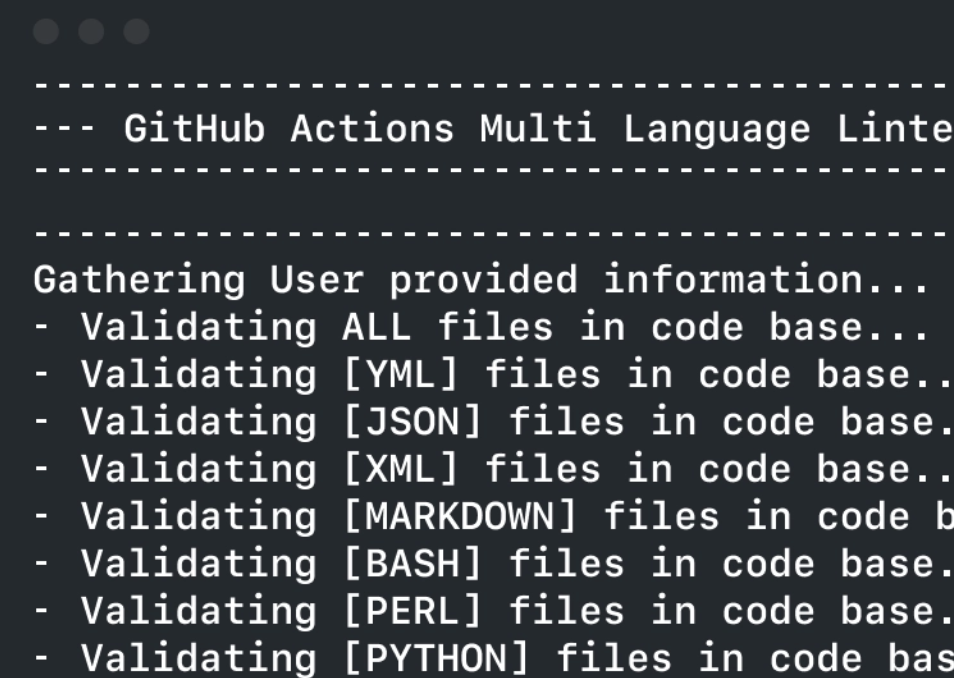 ----------------------------------------
--- GitHub Actions Multi Language Linte
----------------------------------------
----------------------------------------
Gathering User provided information...
- Validating ALL files in code base...
- Validating [YML] files in code base..
- Validating [JSON] files in code base.
- Validating [XML] files in code base..
- Validating [MARKDOWN] files in code b
- Validating [BASH] files in code base.
- Validating [PERL] files in code base.
- Validating [PYTHON] files in code bas